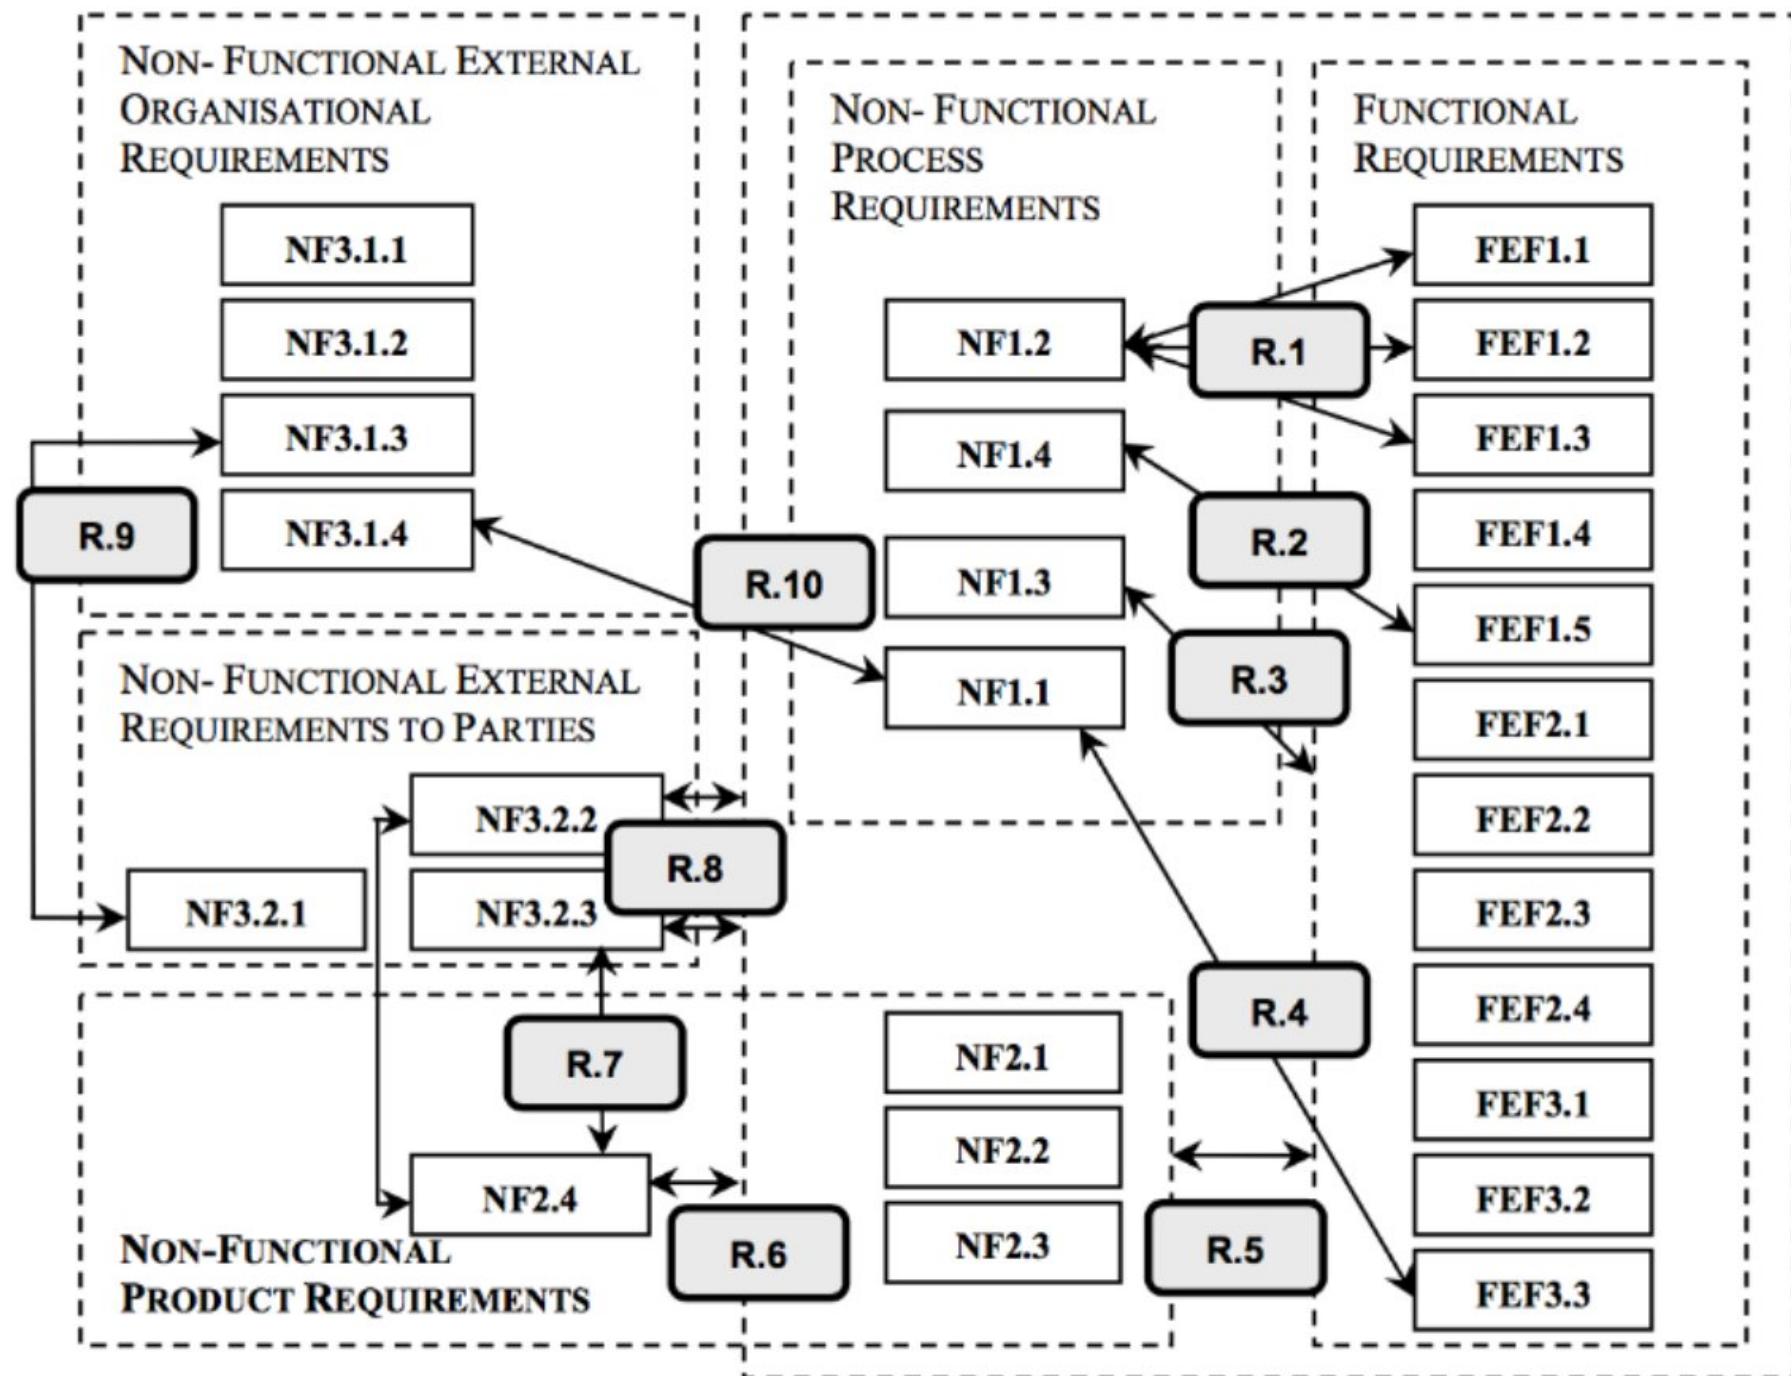 NON- FUNCTIONAL EXTERNAL
ORGANISATIONAL
REQUIREMENTS
NF3.1.1
NF3.1.2
NF3.1.3
NF3.1.4
R.9
R.10
NON- FUNCTIONAL EXTERNAL
REQUIREMENTS TO PARTIES
NF3.2.2
NF3.2.1
NF3.2.3
R.8
R.7
NF2.4
R.6
NON-FUNCTIONAL
PRODUCT REQUIREMENTS
NON- FUNCTIONAL
PROCESS
REQUIREMENTS
NF1.2
NF1.4
NF1.3
NF1.1
R.1
R.2
R.3
R.4
NF2.1
NF2.2
NF2.3
R.5
FUNCTIONAL
REQUIREMENTS
FEF1.1
FEF1.2
FEF1.3
FEF1.4
FEF1.5
FEF2.1
FEF2.2
FEF2.3
FEF2.4
FEF3.1
FEF3.2
FEF3.3